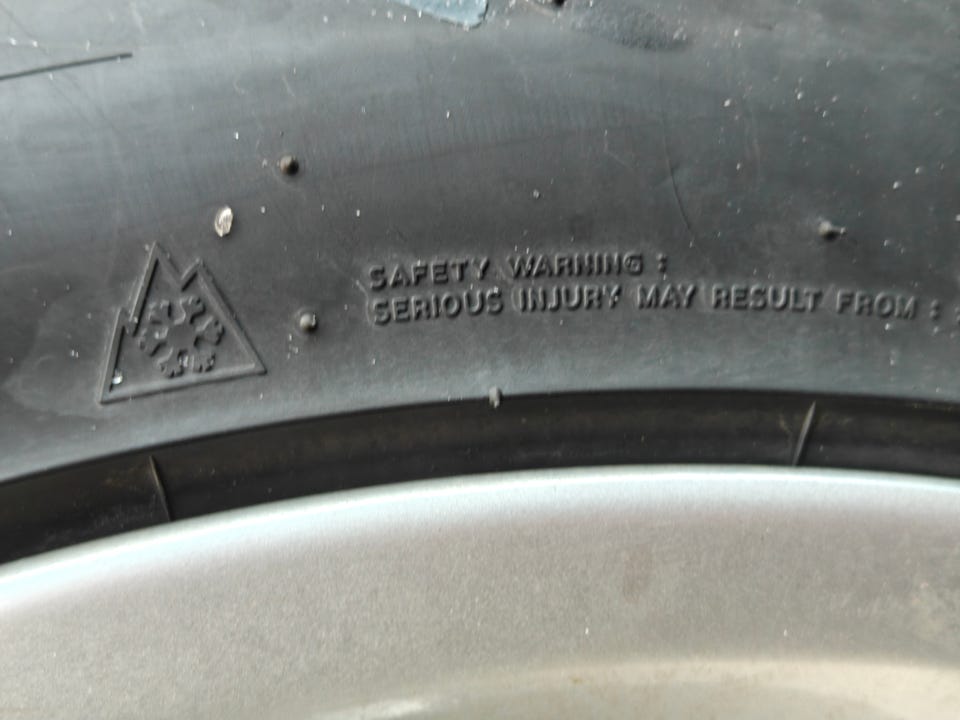 SAFETY WARNING :
SERIOUS INJURY MAY RESULT FROM :